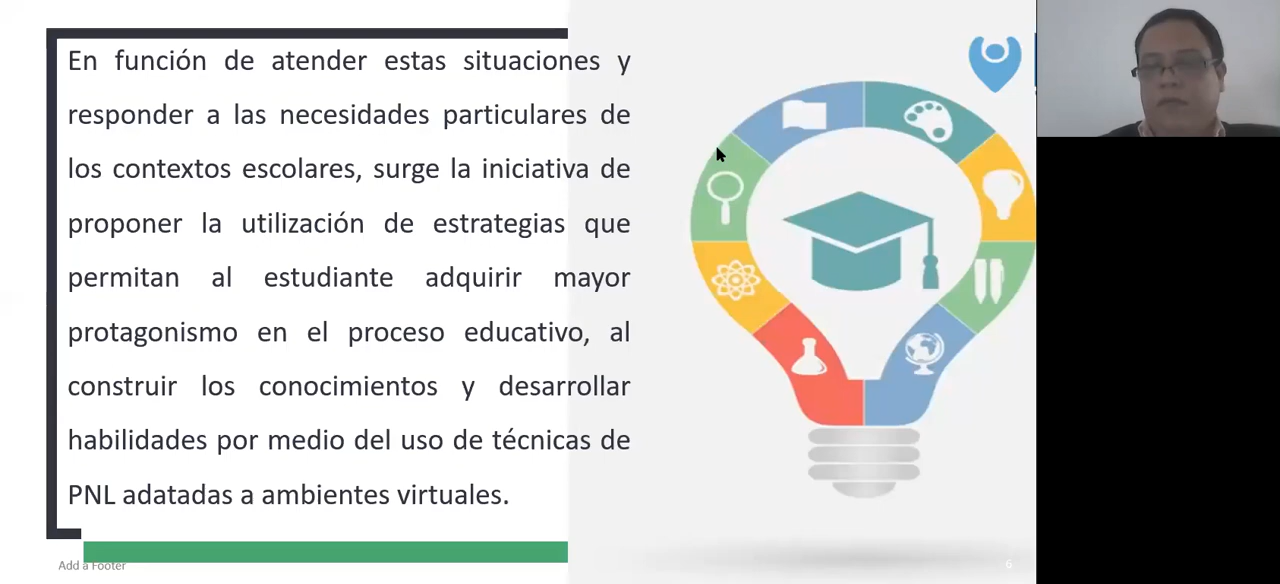 En función de atender estas situaciones y
responder a las necesidades particulares de
los contextos escolares, surge la iniciativa de
proponer la utilización de estrategias que
permitan al estudiante adquirir mayor
protagonismo en el proceso educativo, al
construir los conocimientos y desarrollar
habilidades por medio del uso de técnicas de
PNL adatadas a ambientes virtuales.
Add a Footer
6